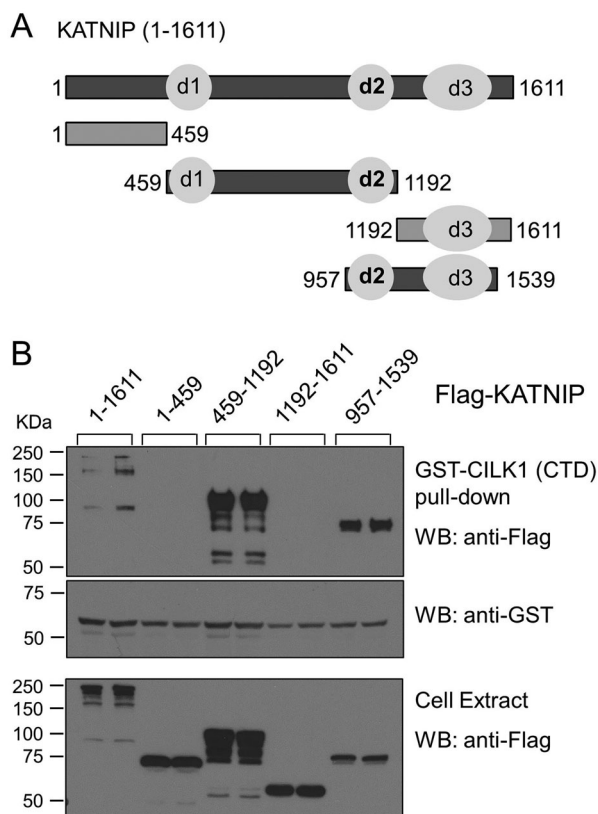 A KATNIP (1-1611)
1 d1 d2 d3 1611
1 459
459 d1 d2 1192
1192 d3 1611
957 d2 d3 1539
B
1-1611 1-459 459-1192 1192-1611 957-1539 Flag-KATNIP
KDa
250
150
100
75
50
GST-CILK1 (CTD)
pull-down
WB: anti-Flag
75
50
WB: anti-GST
250
150
100
75
50
Cell Extract
WB: anti-Flag